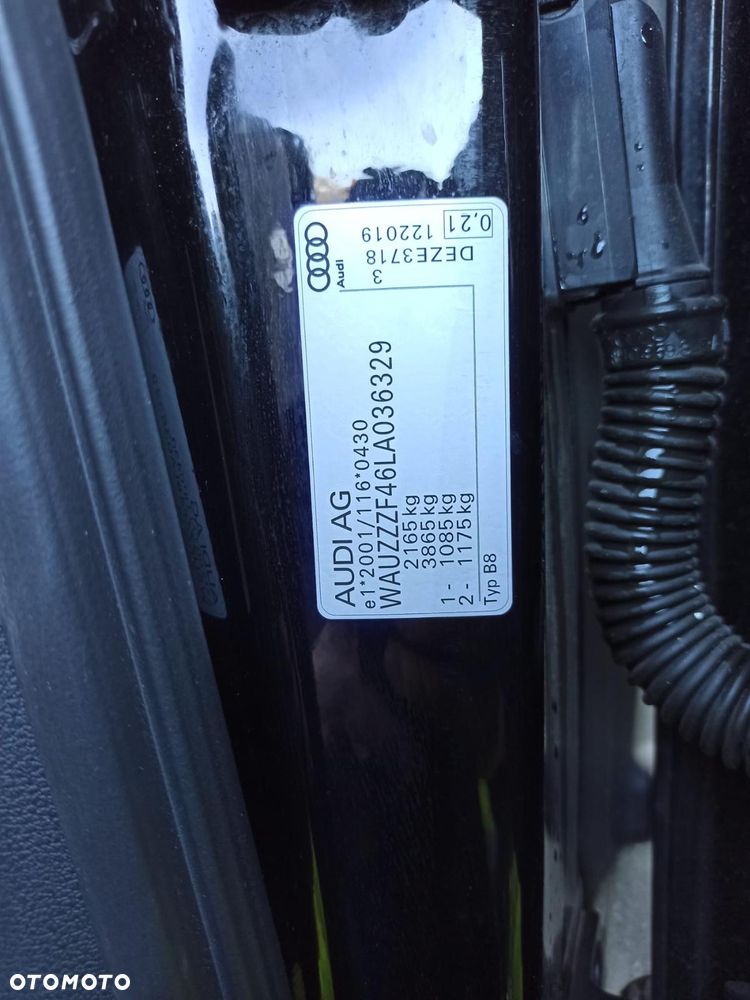 AUDI AG
e1*2001/116*0430
WAUZZZF46LA036329
2165 kg
3865 kg
1 - 1085 kg
2 - 1175 kg
Typ B8
Audi
3
DEZE3718
122019
0,21
OTOMOTO